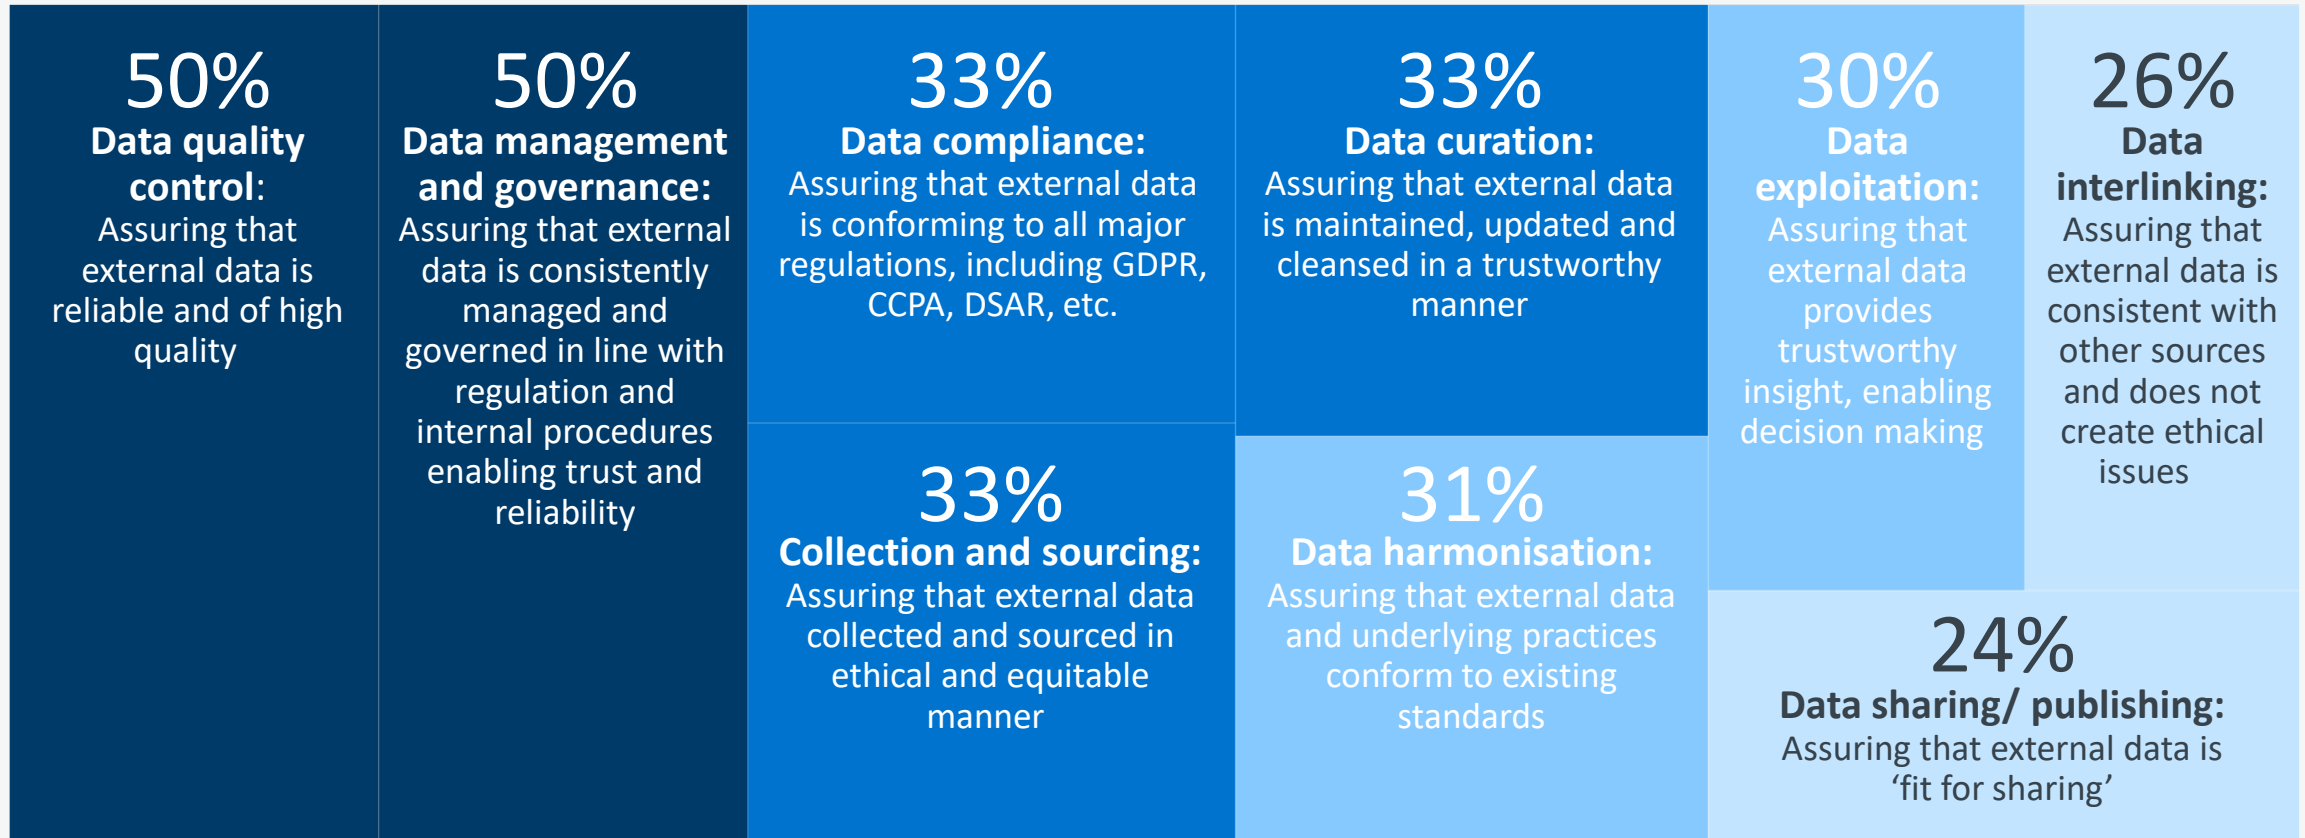 50%
Data quality
control:
Assuring that
external data is
reliable and of high
quality
50%
Data management
and governance:
Assuring that external
data is consistently
managed and
governed in line with
regulation and
internal procedures
enabling trust and
reliability
33%
Data compliance:
Assuring that external data
is conforming to all major
regulations, including GDPR,
CCPA, DSAR, etc.
33%
Collection and sourcing:
Assuring that external data
collected and sourced in
ethical and equitable
manner
33%
Data curation:
Assuring that external data
is maintained, updated and
cleansed in a trustworthy
manner
31%
Data harmonisation:
Assuring that external data
and underlying practices
conform to existing
standards
30%
Data
exploitation:
Assuring that
external data
provides
trustworthy
insight, enabling
decision making
26%
Data
interlinking:
Assuring that
external data is
consistent with
other sources
and does not
create ethical
issues
24%
Data sharing/ publishing:
Assuring that external data is
‘fit for sharing’